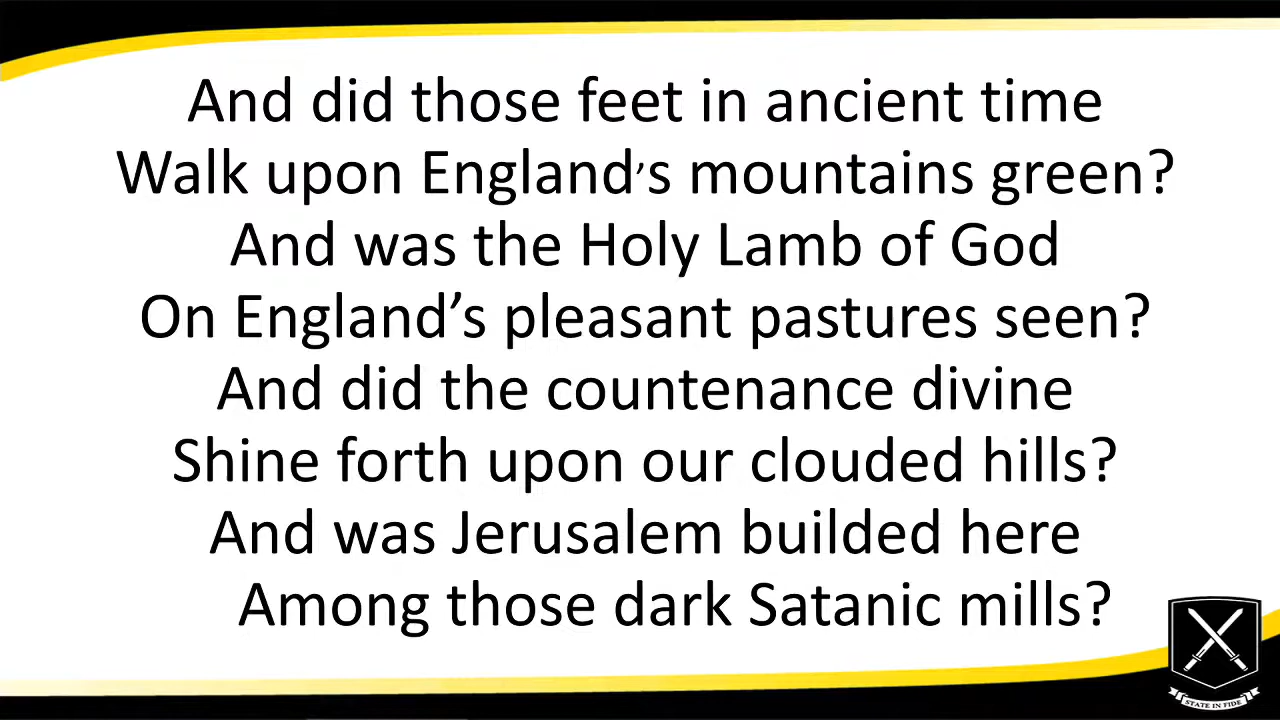 And did those feet in ancient time
Walk upon England’s mountains green?
And was the Holy Lamb of God
On England’s pleasant pastures seen?
And did the countenance divine
Shine forth upon our clouded hills?
And was Jerusalem builded here
Among those dark Satanic mills?
STATE IN FIDE